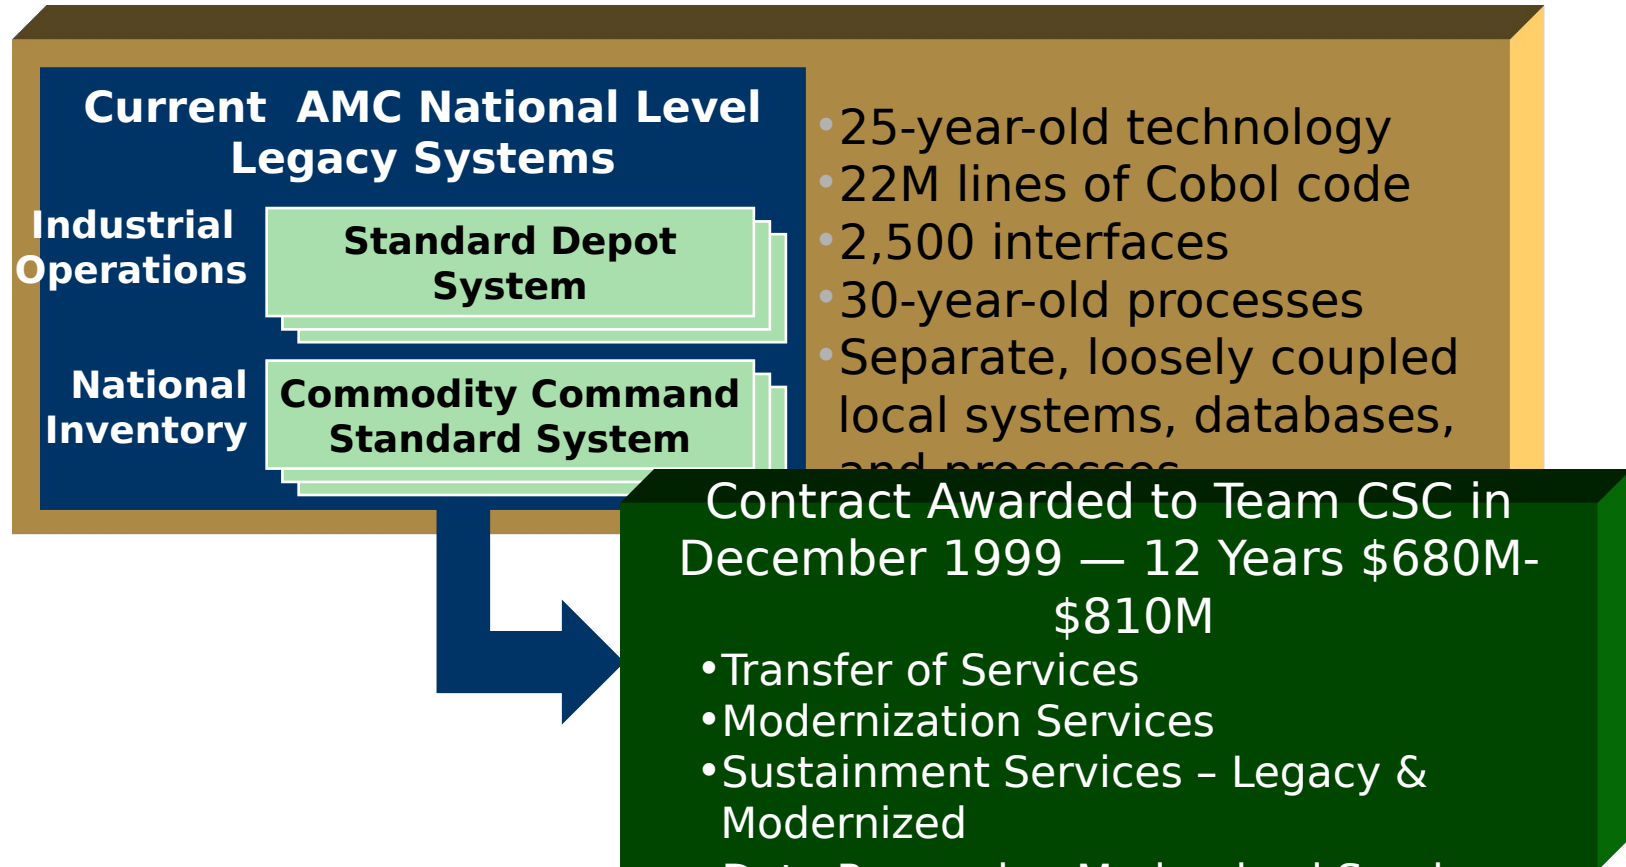 Current  AMC National Level
Legacy Systems
Industrial
Operations
Standard Depot
System
National
Inventory
Commodity Command
Standard System
•25-year-old technology
•22M lines of Cobol code
•2,500 interfaces
•30-year-old processes
•Separate, loosely coupled
local systems, databases,
and processes
Contract Awarded to Team CSC in
December 1999 — 12 Years $680M-
$810M
•Transfer of Services
•Modernization Services
•Sustainment Services – Legacy &
Modernized